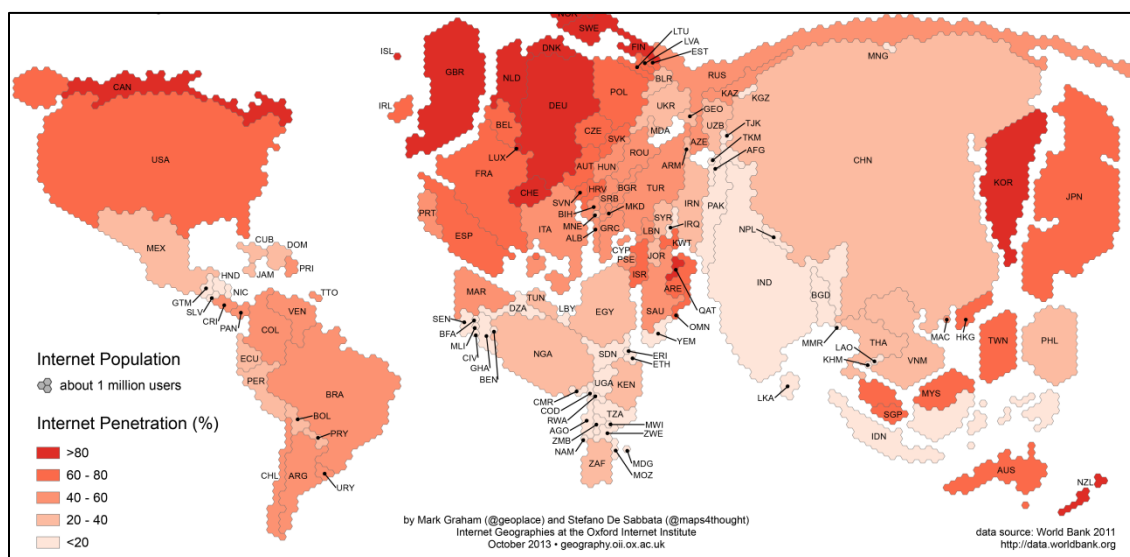 NOR
SWE
FIN
LTU
LVA
EST
ISL
GBR
DNK
MNG
CAN
NLD
DEU
POL
BLR
RUS
KAZ
KGZ
IRL
BEL
UKR
GEO
UZB
TJK
TKM
AFG
USA
LUX
CZE
SVK
MDA
AZE
CHN
FRA
AUT
HUN
ROU
ARM
KOR
CHE
HRV
SRB
BGR
TUR
IRN
PAK
JPN
PRT
ESP
SVN
BIH
MNE
ALB
ITA
MKD
GRC
SYR
IRQ
LBN
NPL
MEX
CUB
DOM
CYP
PSE
KWT
JOR
HND
JAM
PRI
ISR
IND
BGD
GTM
NIC
TTO
MAR
TUN
DZA
LBY
EGY
ARE
QAT
SLV
CRI
PAN
VEN
COL
SEN
BFA
MLI
CIV
GHA
BEN
SAU
OMN
YEM
MMR
MAC
HKG
TWN
PHL
ECU
NGA
SDN
ERI
ETH
LAO
THA
KHM
VNM
PER
BRA
UGA
KEN
CMR
COD
RWA
LKA
MYS
SGP
BOL
PRY
AGO
ZMB
NAM
TZA
MWI
ZWE
IDN
CHL
ARG
URY
ZAF
MDG
MOZ
AUS
NZL
Internet Population
about 1 million users
Internet Penetration (%)
>80
60 - 80
40 - 60
20 - 40
<20
by Mark Graham (@geoplace) and Stefano De Sabbata (@maps4thought)
Internet Geographies at the Oxford Internet Institute
October 2013 • geography.oii.ox.ac.uk
data source: World Bank 2011
http://data.worldbank.org